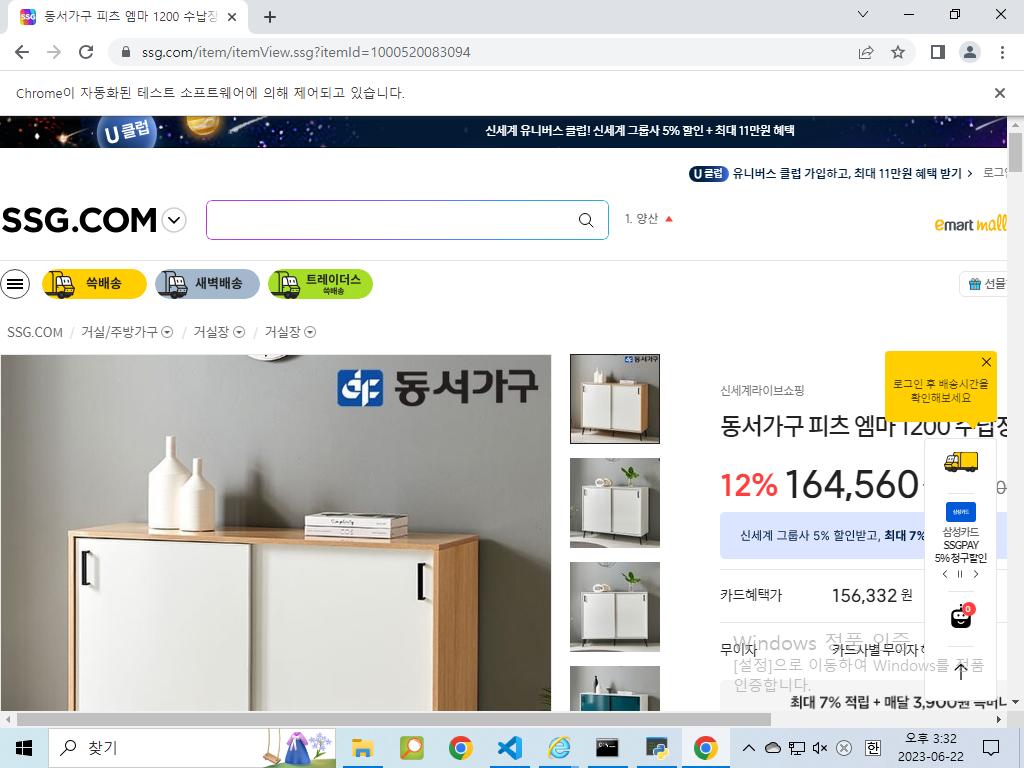 동서가구 피츠 엠마 1200 수납장
ssg.com/item/itemView.ssg?itemId=1000520083094
Chrome이 자동화된 테스트 소프트웨어에 의해 제어되고 있습니다.
U클럽
신세계 유니버스 클럽! 신세계 그룹사 5% 할인 + 최대 11만원 혜택
U 클럽 유니버스 클럽 가입하고, 최대 11만원 혜택 받기 >
SSG.COM
1. 양산
emart mall
쓱배송
새벽배송
트레이더스
쓱배송
선물
SSG.COM / 거실/주방가구 / 거실장 / 거실장
동서가구
동서가구
로그인 후 배송시간을
확인해보세요
신세계라이브쇼핑
동서가구 피츠 엠마 1200 수납장
12% 164,560
신세계 그룹사 5% 할인받고, 최대 7%
삼성카드
삼성카드
SSGPAY
5% 청구할인
카드혜택가 156,332 원
0
무이자 카드사별 무이자
Windows 정품 인증
[설정]으로 이동하여 Windows를 정품
인증합니다.
최대 7% 적립 + 매달 3,900원
찾기
한
오후 3:32
2023-06-22